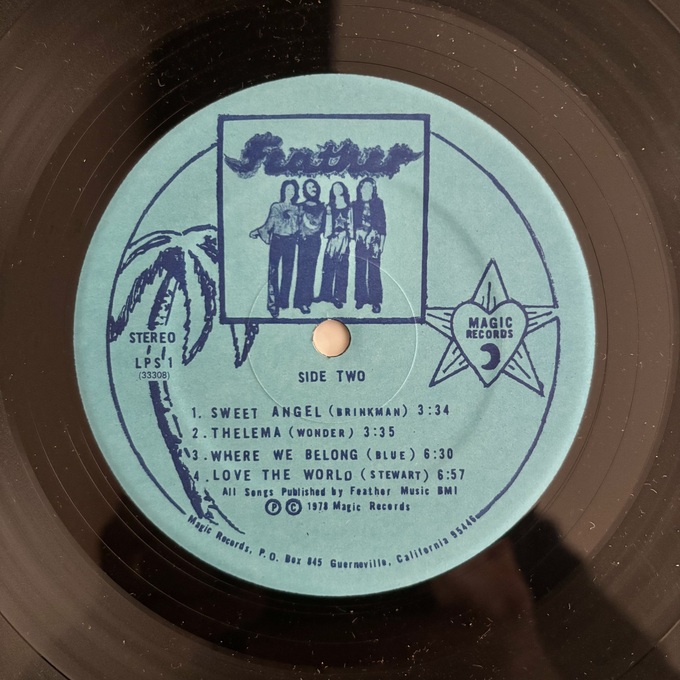 Feather
MAGIC
RECORDS
STEREO
LPS 1
(33308)
SIDE TWO
1. SWEET ANGEL (BRINKMAN) 3:34
2. THELEMA (WONDER) 3:35
3. WHERE WE BELONG (BLUE) 6:30
4. LOVE THE WORLD (STEWART) 6:57
All Songs Published by Feather Music BMI
Ⓟ Ⓒ 1978 Magic Records
Magic Records, P.O. Box 845 Guerneville, California 95446